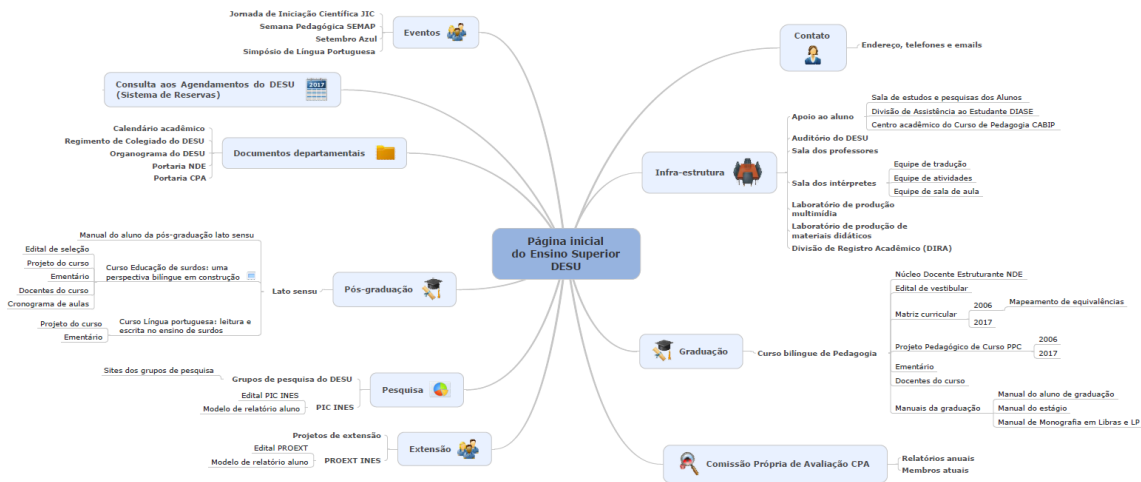 Página inicial
do Ensino Superior
DESU
Eventos
Jornada de Iniciação Científica JIC
Semana Pedagógica SEMAP
Setembro Azul
Simpósio de Língua Portuguesa
Consulta aos Agendamentos do DESU
(Sistema de Reservas)
2017
Documentos departamentais
Calendário acadêmico
Regimento de Colegiado do DESU
Organograma do DESU
Portaria NDE
Portaria CPA
Pós-graduação
Lato sensu
Manual do aluno da pós-graduação lato sensu
Curso Educação de surdos: uma
perspectiva bilíngue em construção
Edital de seleção
Projeto do curso
Ementário
Docentes do curso
Cronograma de aulas
Curso Língua portuguesa: leitura e
escrita no ensino de surdos
Projeto do curso
Ementário
Pesquisa
Grupos de pesquisa do DESU
Sites dos grupos de pesquisa
PIC INES
Edital PIC INES
Modelo de relatório aluno
Extensão
Projetos de extensão
PROEXT INES
Edital PROEXT
Modelo de relatório aluno
Contato
Endereço, telefones e emails
Infra-estrutura
Apoio ao aluno
Sala de estudos e pesquisas dos Alunos
Divisão de Assistência ao Estudante DIASE
Centro acadêmico do Curso de Pedagogia CABIP
Auditório do DESU
Sala dos professores
Sala dos intérpretes
Equipe de tradução
Equipe de atividades
Equipe de sala de aula
Laboratório de produção
multimídia
Laboratório de produção de
materiais didáticos
Divisão de Registro Acadêmico (DIRA)
Graduação
Curso bilíngue de Pedagogia
Núcleo Docente Estruturante NDE
Edital de vestibular
Matriz curricular
2006
Mapeamento de equivalências
2017
Projeto Pedagógico de Curso PPC
2006
2017
Ementário
Docentes do curso
Manuais da graduação
Manual do aluno de graduação
Manual do estágio
Manual de Monografia em Libras e LP
Comissão Própria de Avaliação CPA
Relatórios anuais
Membros atuais